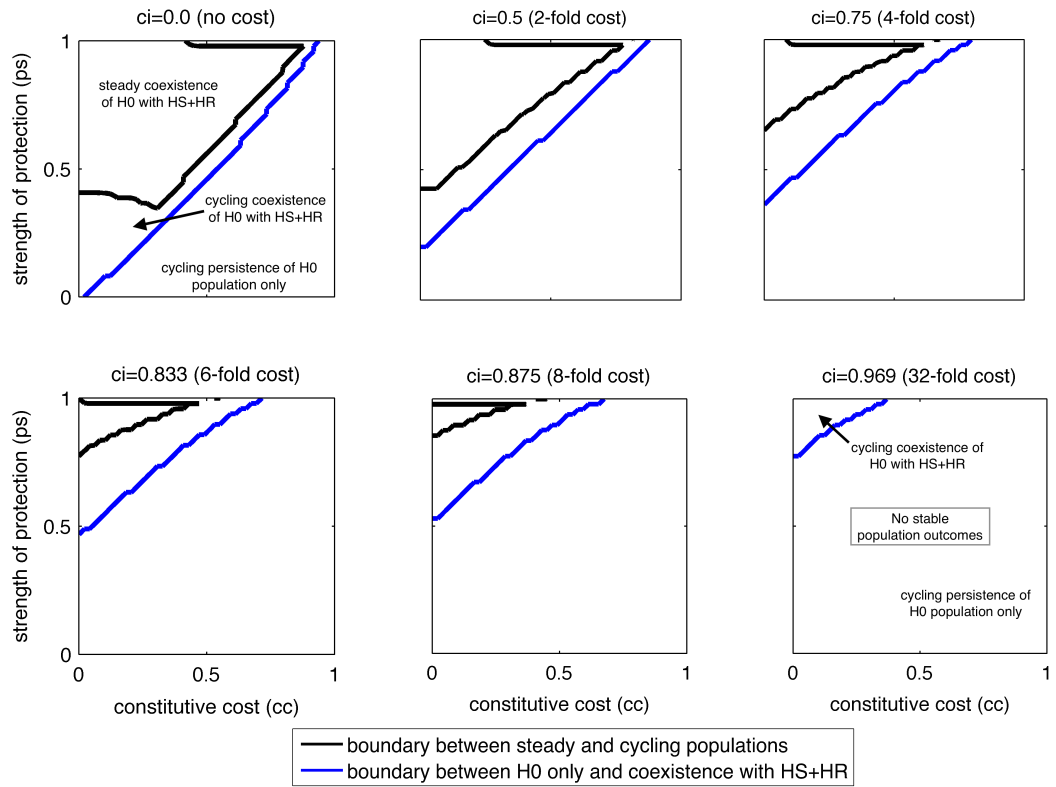 ci=0.0 (no cost)
ci=0.5 (2-fold cost)
ci=0.75 (4-fold cost)
strength of protection (ps)
1
0.5
0
steady coexistence
of H0 with HS+HR
cycling coexistence
of H0 with HS+HR
cycling persistence of H0
population only
ci=0.833 (6-fold cost)
ci=0.875 (8-fold cost)
ci=0.969 (32-fold cost)
strength of protection (ps)
1
0.5
0
cycling coexistence of
H0 with HS+HR
No stable
population outcomes
cycling persistence of
H0 population only
0 0.5 1
0 0.5 1
0 0.5 1
constitutive cost (cc)
constitutive cost (cc)
constitutive cost (cc)
boundary between steady and cycling populations
boundary between H0 only and coexistence with HS+HR